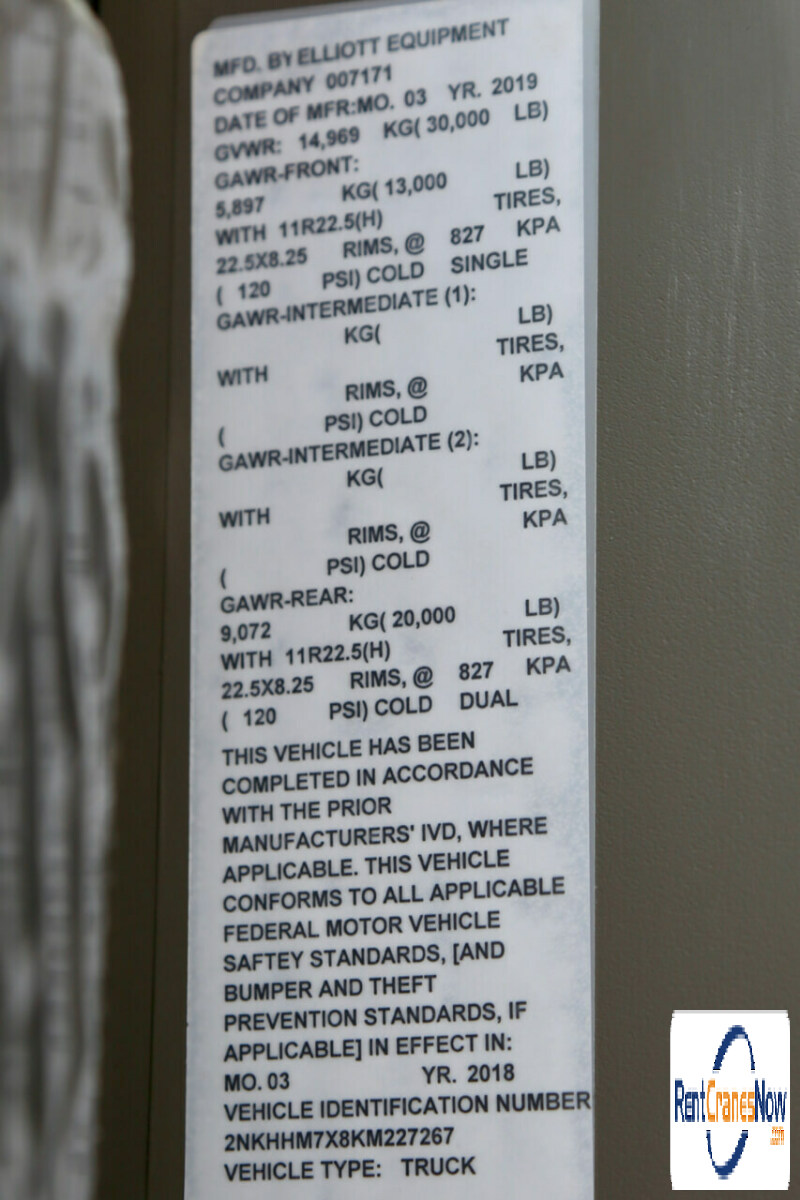 MFD. BY ELLIOTT EQUIPMENT
COMPANY 007171
DATE OF MFR:MO. 03 YR. 2019
GVWR: 14,969 KG( 30,000 LB)
GAWR-FRONT:
5,897 KG( 13,000 LB)
WITH 11R22.5(H) TIRES,
22.5X8.25 RIMS, @ 827 KPA
( 120 PSI) COLD SINGLE
GAWR-INTERMEDIATE (1):
KG( LB)
WITH TIRES,
RIMS, @ KPA
( PSI) COLD
GAWR-INTERMEDIATE (2):
KG( LB)
WITH TIRES,
RIMS, @ KPA
( PSI) COLD
GAWR-REAR:
9,072 KG( 20,000 LB)
WITH 11R22.5(H) TIRES,
22.5X8.25 RIMS, @ 827 KPA
( 120 PSI) COLD DUAL
THIS VEHICLE HAS BEEN
COMPLETED IN ACCORDANCE
WITH THE PRIOR
MANUFACTURERS' IVD, WHERE
APPLICABLE. THIS VEHICLE
CONFORMS TO ALL APPLICABLE
FEDERAL MOTOR VEHICLE
SAFTEY STANDARDS, [AND
BUMPER AND THEFT
PREVENTION STANDARDS, IF
APPLICABLE] IN EFFECT IN:
MO. 03 YR. 2018
VEHICLE IDENTIFICATION NUMBER
2NKHHM7X8KM227267
VEHICLE TYPE: TRUCK
RentCranesNow
.com